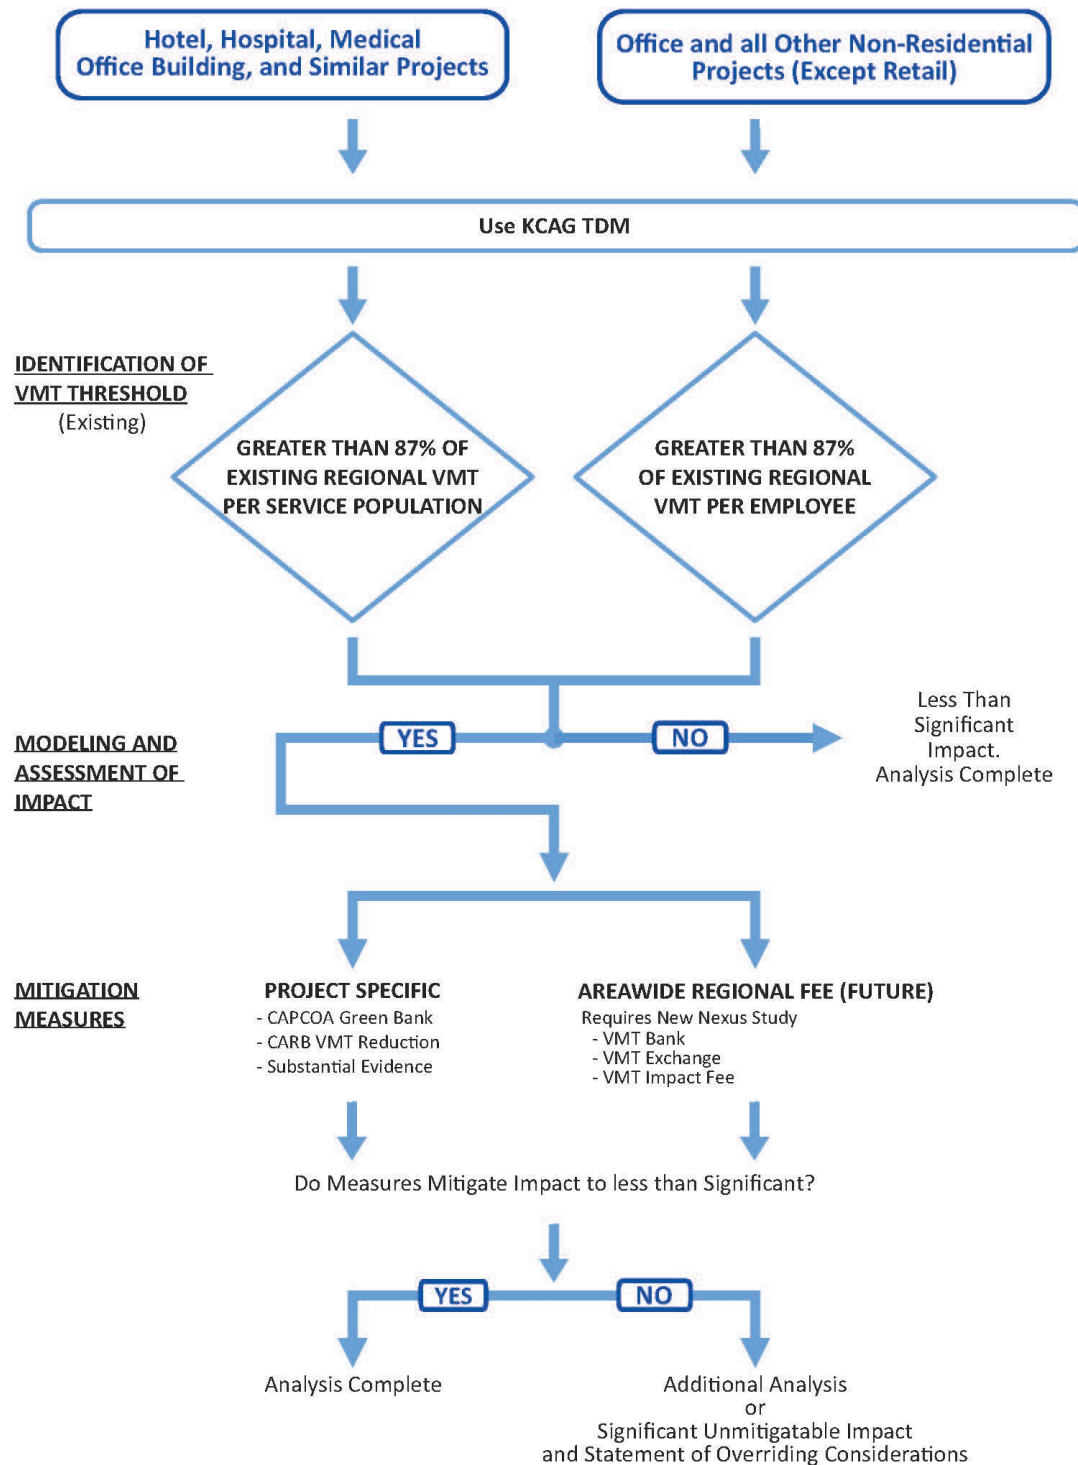 Hotel, Hospital, Medical
Office Building, and Similar Projects
Office and all Other Non-Residential
Projects (Except Retail)
Use KCAG TDM
IDENTIFICATION OF
VMT THRESHOLD
(Existing)
GREATER THAN 87% OF
EXISTING REGIONAL VMT
PER SERVICE POPULATION
GREATER THAN 87%
OF EXISTING REGIONAL
VMT PER EMPLOYEE
MODELING AND
ASSESSMENT OF
IMPACT
YES
NO
Less Than
Significant
Impact.
Analysis Complete
MITIGATION
MEASURES
PROJECT SPECIFIC
- CAPCOA Green Bank
- CARB VMT Reduction
- Substantial Evidence
AREAWIDE REGIONAL FEE (FUTURE)
Requires New Nexus Study
- VMT Bank
- VMT Exchange
- VMT Impact Fee
Do Measures Mitigate Impact to less than Significant?
YES
NO
Analysis Complete
Additional Analysis
or
Significant Unmitigatable Impact
and Statement of Overriding Considerations